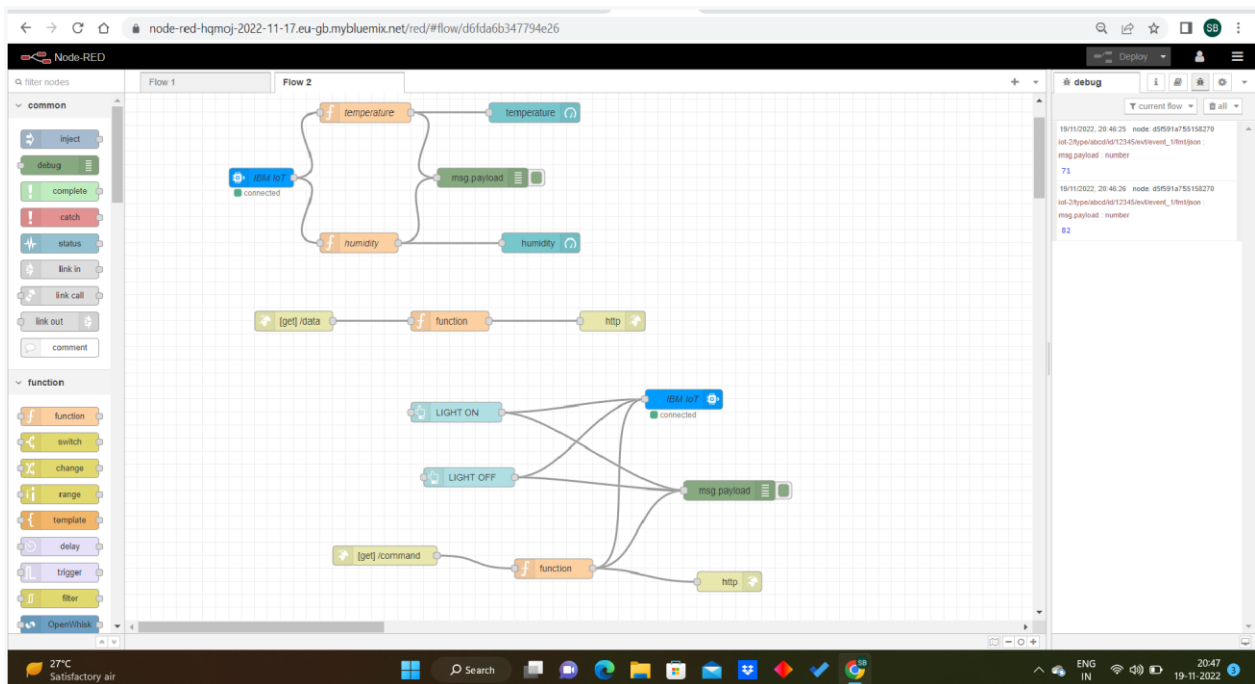 node-red-hqmoj-2022-11-17.eu-gb.mybluemix.net/red/#flow/d6fda6b347794e26
SB
Node-RED
Deploy
filter nodes
common
inject
debug
complete
catch
status
link in
link call
link out
comment
function
function
switch
change
range
template
delay
trigger
filter
OpenWhisk
Flow 1
Flow 2
temperature
temperature
IBM IoT
connected
msg.payload
humidity
humidity
[get] /data
function
http
LIGHT ON
IBM IoT
connected
LIGHT OFF
msg.payload
[get] /command
function
http
debug
i
current flow
all
19/11/2022, 20:46:25 node: d5f591a755158270
iot-2/type/abcd/id/12345/evt/event_1/fmt/json :
msg.payload : number
71
19/11/2022, 20:46:26 node: d5f591a755158270
iot-2/type/abcd/id/12345/evt/event_1/fmt/json :
msg.payload : number
82
27°C
Satisfactory air
Search
SB
ENG
IN
20:47
19-11-2022
3